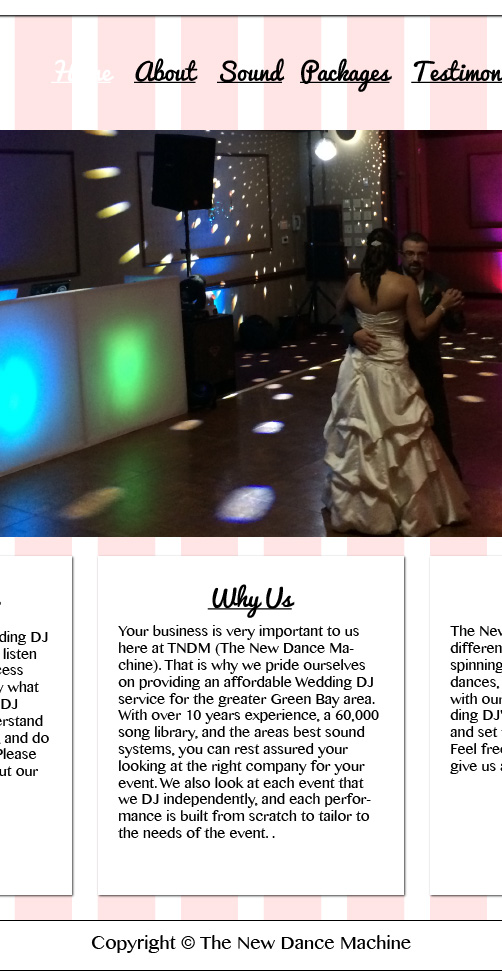 Home About Sound Packages Testimon
ding DJ
listen
cess
y what
DJ
erstand
, and do
Please
ut our
Why Us
Your business is very important to us
here at TNDM (The New Dance Ma-
chine). That is why we pride ourselves
on providing an affordable Wedding DJ
service for the greater Green Bay area.
With over 10 years experience, a 60,000
song library, and the areas best sound
systems, you can rest assured your
looking at the right company for your
event. We also look at each event that
we DJ independently, and each perfor-
mance is built from scratch to tailor to
the needs of the event. .
The New
differen
spinning
dances,
with our
ding DJ'
and set
Feel free
give us a
Copyright © The New Dance Machine